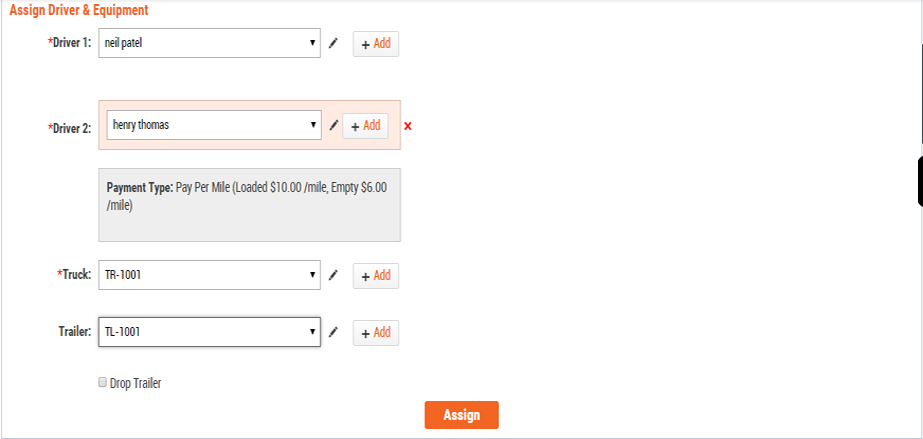 Assign Driver & Equipment
*Driver 1: neil patel + Add
*Driver 2: henry thomas + Add x
Payment Type: Pay Per Mile (Loaded $10.00 /mile, Empty $6.00
/mile)
*Truck: TR-1001 + Add
Trailer: TL-1001 + Add
Drop Trailer
Assign